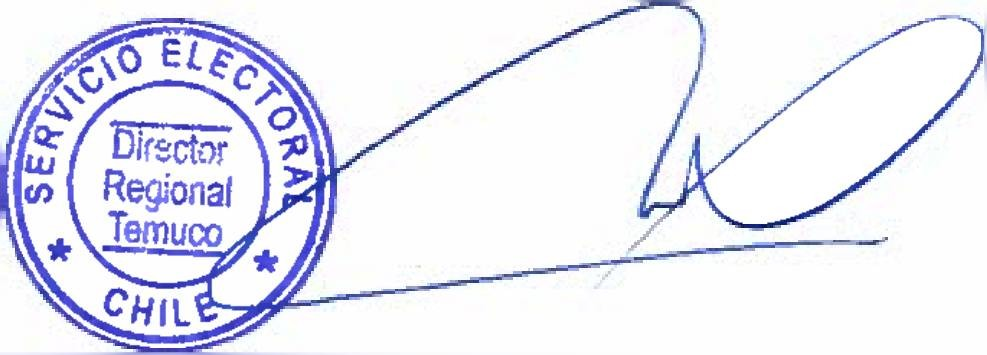 SERVICIO ELECTORAL
Director
Regional
Temuco
* CHILE *